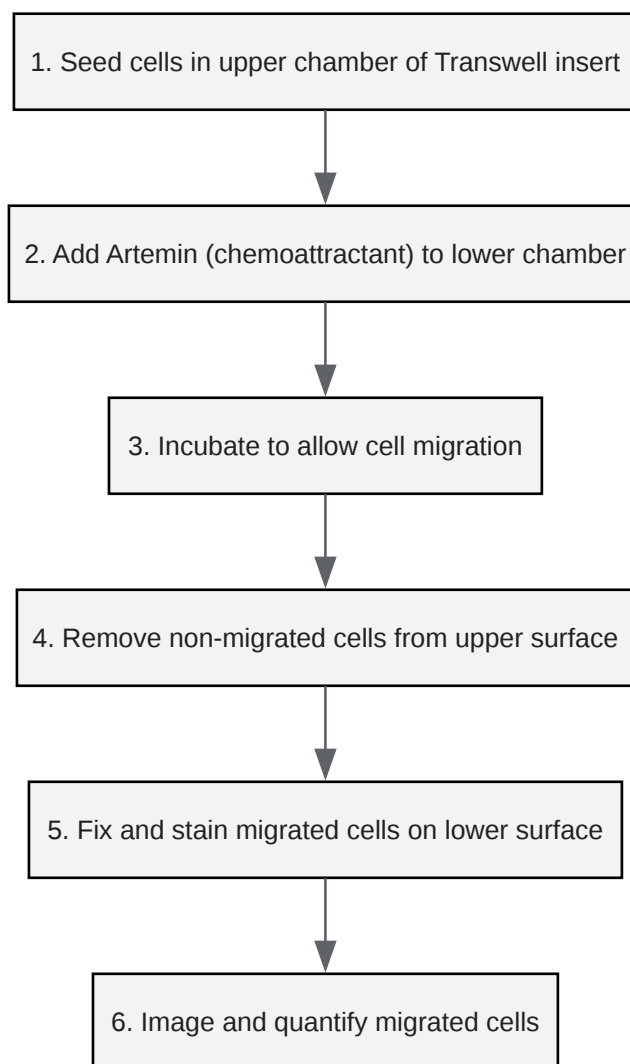 1. Seed cells in upper chamber of Transwell insert
2. Add Artemin (chemoattractant) to lower chamber
3. Incubate to allow cell migration
4. Remove non-migrated cells from upper surface
5. Fix and stain migrated cells on lower surface
6. Image and quantify migrated cells